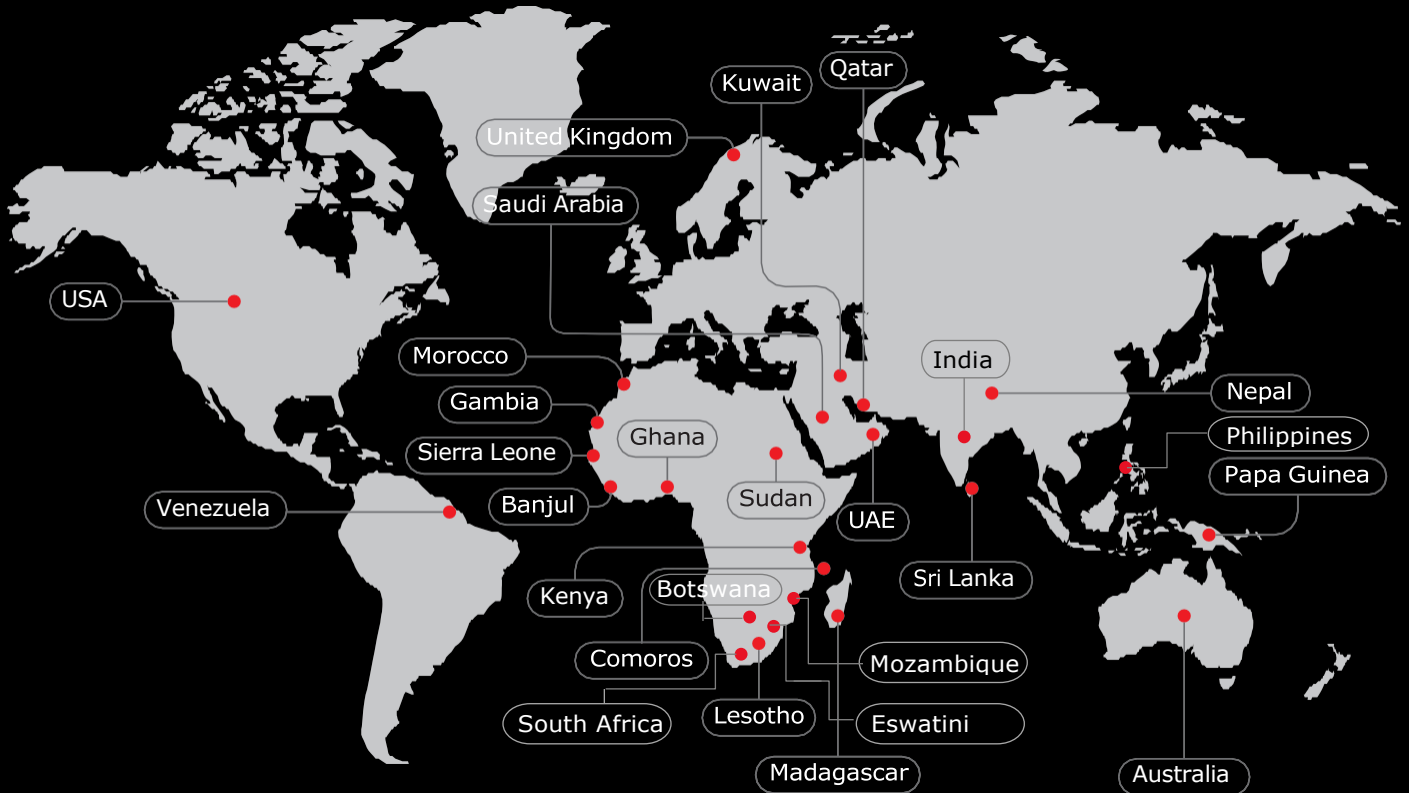 Qatar
Kuwait
United Kingdom
Saudi Arabia
USA
Morocco
India
Nepal
Gambia
Ghana
Philippines
Sierra Leone
Papa Guinea
Venezuela
Banjul
Sudan
UAE
Sri Lanka
Kenya
Botswana
Comoros
Mozambique
South Africa
Lesotho
Eswatini
Madagascar
Australia